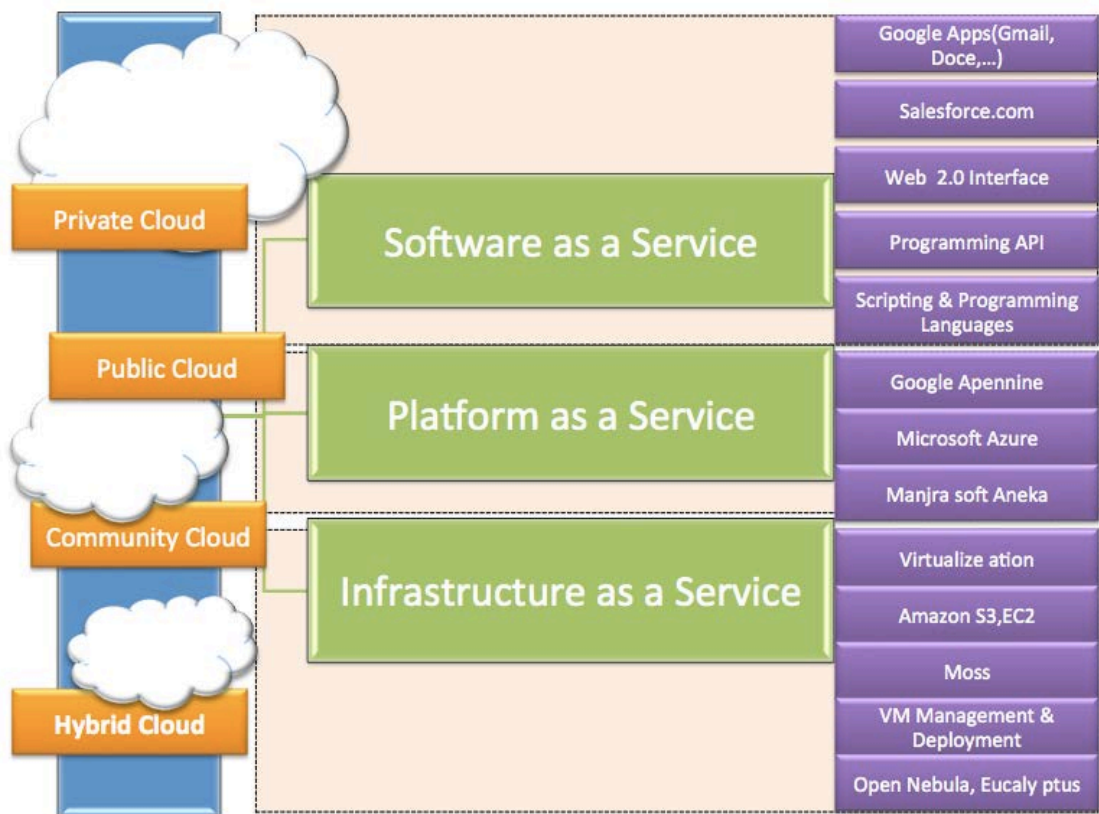 Private Cloud
Public Cloud
Community Cloud
Hybrid Cloud
Software as a Service
Platform as a Service
Infrastructure as a Service
Google Apps(Gmail,
Doce,...)
Salesforce.com
Web 2.0 Interface
Programming API
Scripting & Programming
Languages
Google Apennine
Microsoft Azure
Manjra soft Aneka
Virtualize ation
Amazon S3,EC2
Moss
VM Management &
Deployment
Open Nebula, Eucaly ptus